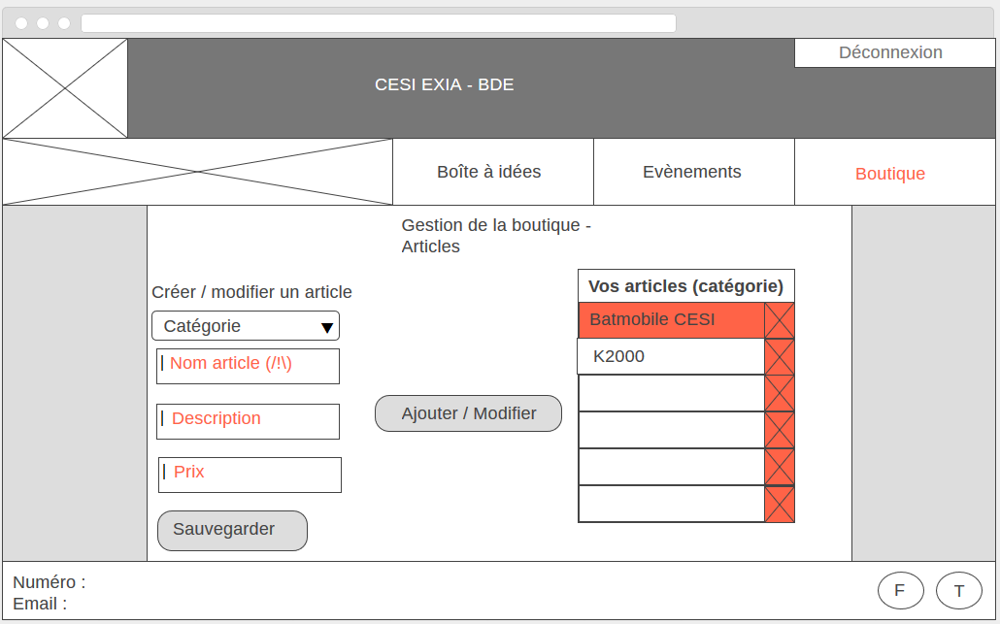 Déconnexion
CESI EXIA - BDE
Boîte à idées
Evènements
Boutique
Gestion de la boutique -
Articles
Créer / modifier un article
Catégorie
Nom article (/!\)
Description
Prix
Sauvegarder
Ajouter / Modifier
Vos articles (catégorie)
Batmobile CESI
K2000
Numéro :
Email :
F
T